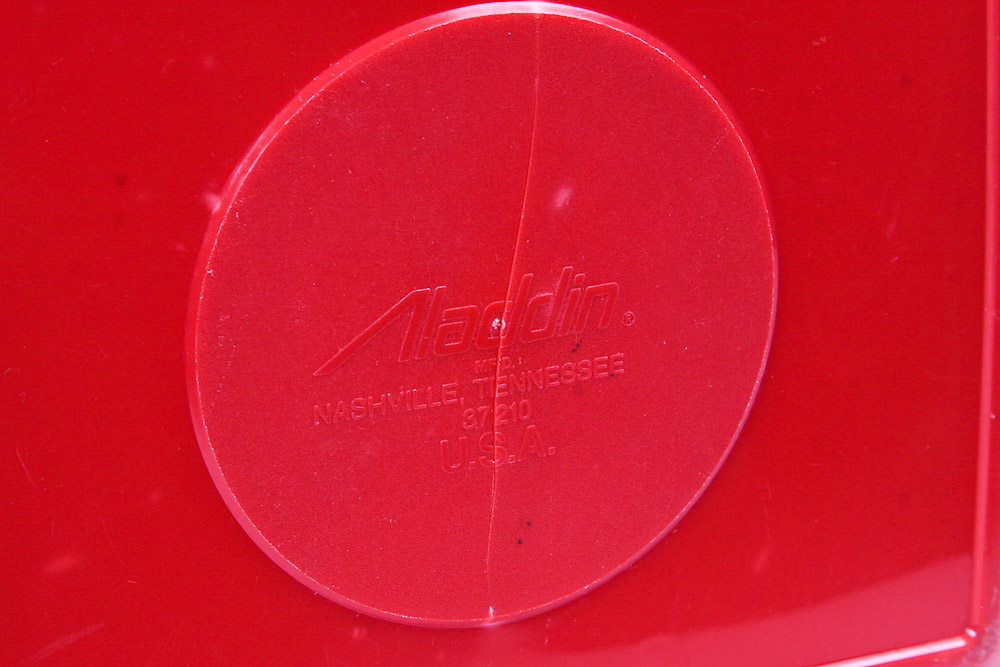 Aladdin®
MFD.
NASHVILLE, TENNESSEE
37210
U.S.A.